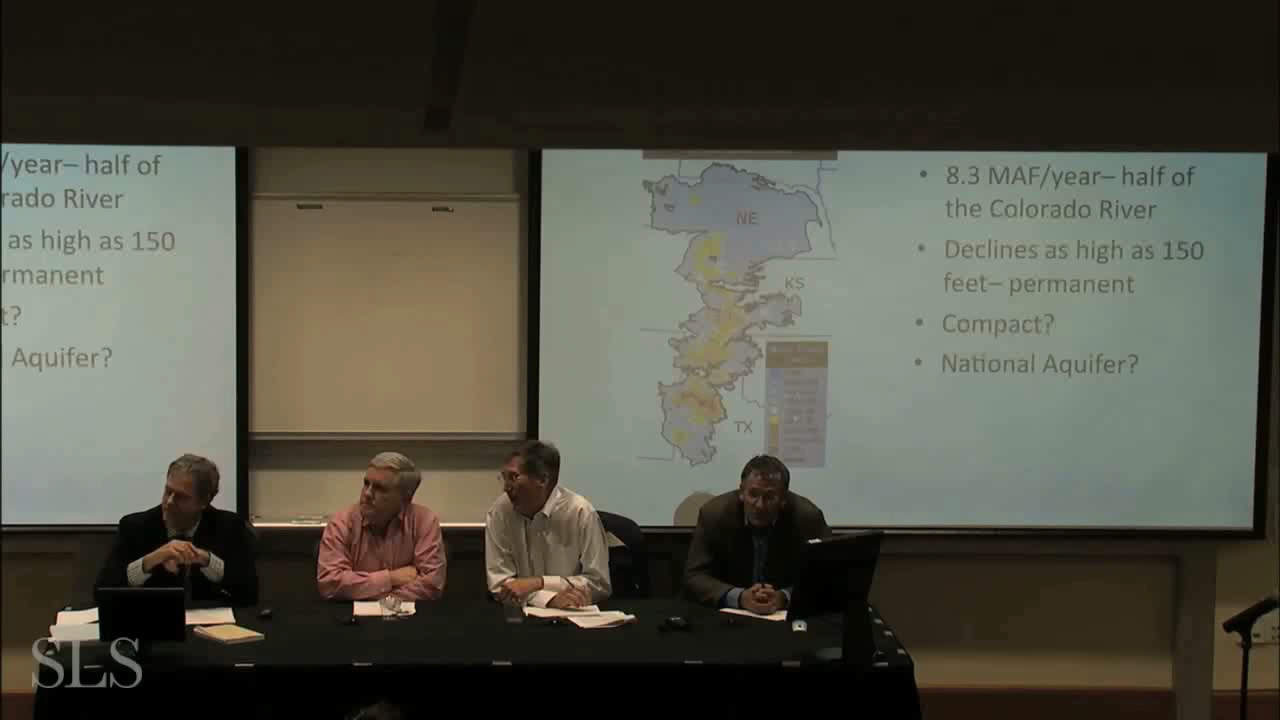 /year– half of
rado River
as high as 150
rmanent
t?
Aquifer?
NE
KS
TX
• 8.3 MAF/year– half of
the Colorado River
• Declines as high as 150
feet– permanent
• Compact?
• National Aquifer?
SLS